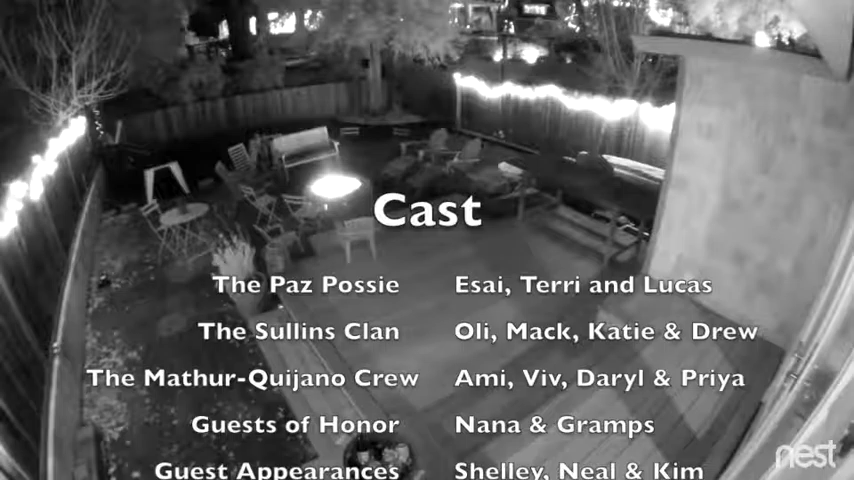 Cast
The Paz Possie Esai, Terri and Lucas
The Sullins Clan Oli, Mack, Katie & Drew
The Mathur-Quijano Crew Ami, Viv, Daryl & Priya
Guests of Honor Nana & Gramps
Guest Appearances Shelley, Neal & Kim
nest